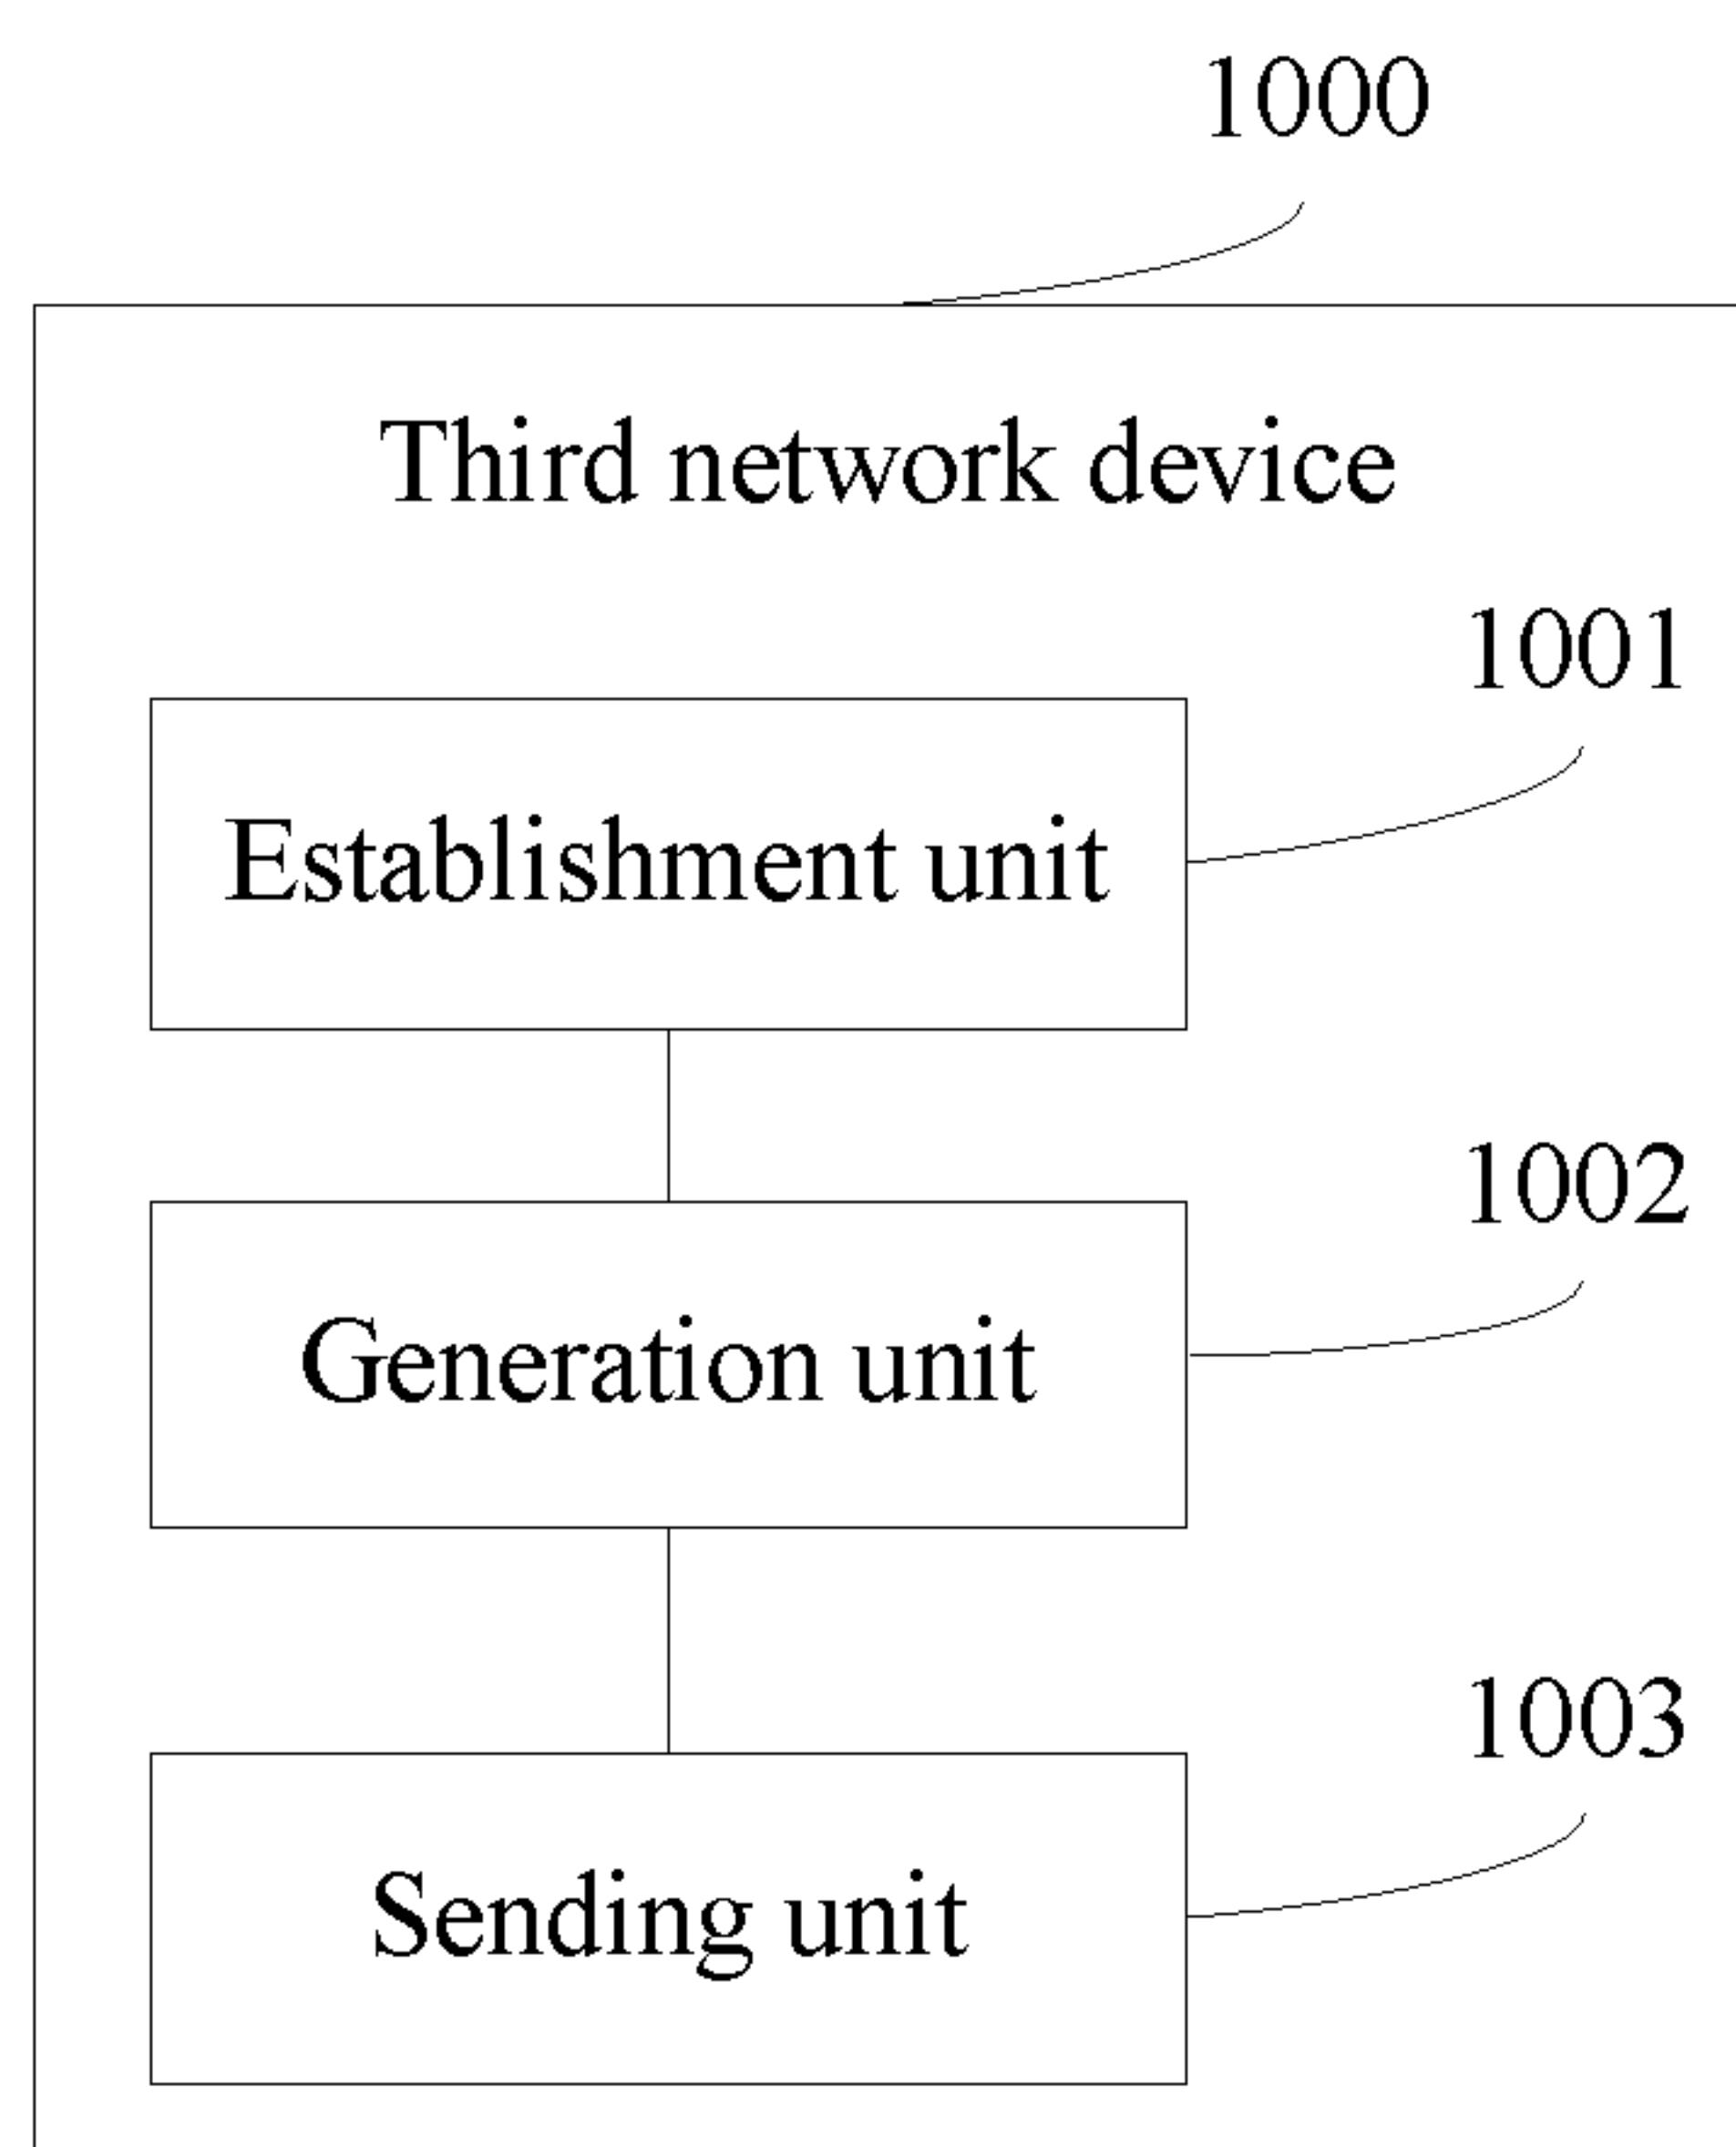 1000
Third network device
1001
Establishment unit
1002
Generation unit
1003
Sending unit